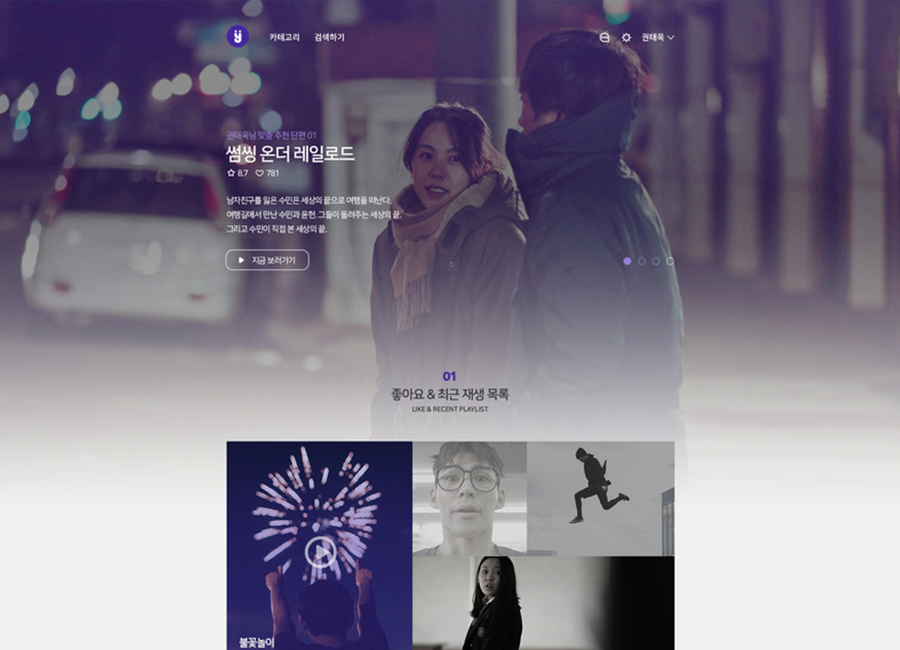 카테고리 검색하기
권태욱
권태욱님 맞춤 추천 단편 01
썸씽 온더 레일로드
8.7 781
남자친구를 잃은 수민은 세상의 끝으로 여행을 떠난다.
여행길에서 만난 수민과 윤현. 그들이 들려주는 세상의 끝.
그리고 수민이 직접 본 세상의 끝.
지금 보러가기
01
좋아요 & 최근 재생 목록
LIKE & RECENT PLAYLIST
불꽃놀이